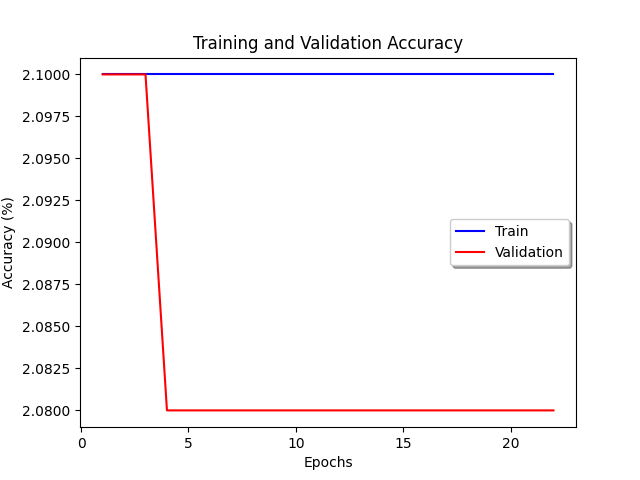 Training and Validation Accuracy
Accuracy (%)
2.1000
2.0975
2.0950
2.0925
2.0900
2.0875
2.0850
2.0825
2.0800
Train
Validation
0 5 10 15 20
Epochs